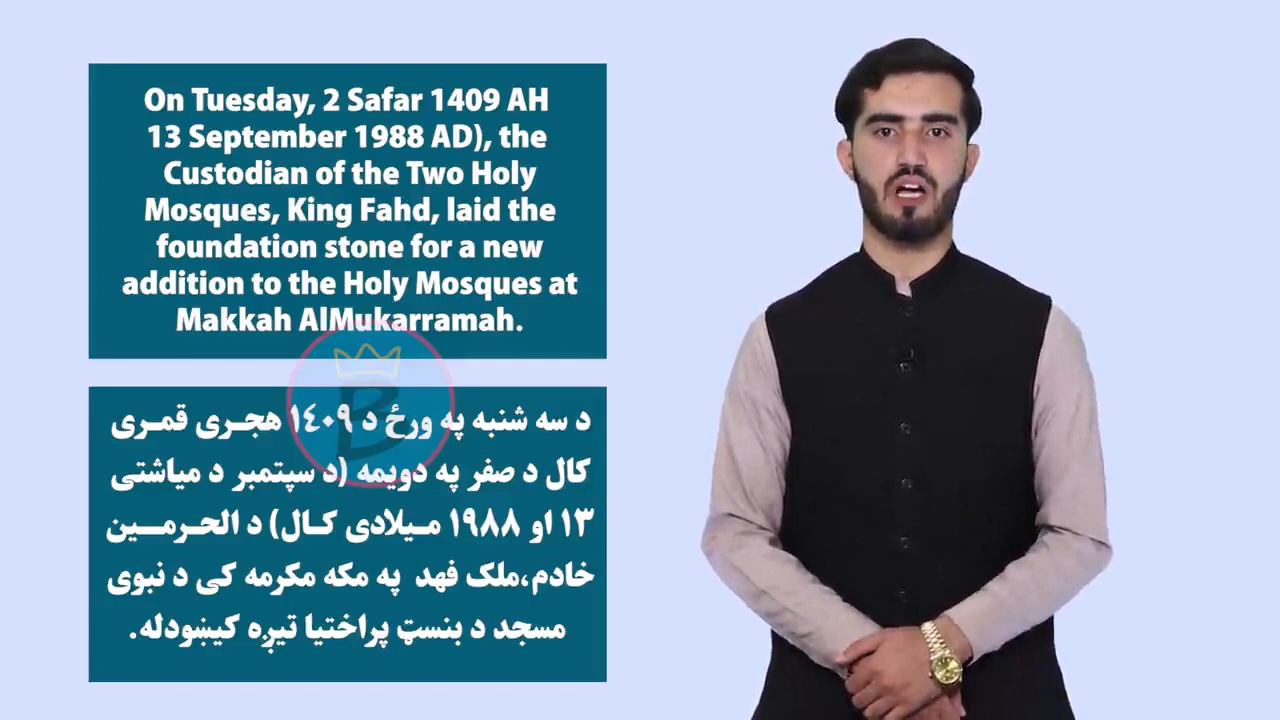 On Tuesday, 2 Safar 1409 AH
13 September 1988 AD), the
Custodian of the Two Holy
Mosques, King Fahd, laid the
foundation stone for a new
addition to the Holy Mosques at
Makkah AlMukarramah.
د سه شنبه په ورځ د ١٤٠٩ هجری قمری
کال د صفر په دویمه (د سپتمبر د میاشتی
١٣ او ١٩٨٨ میلادی کال) د الحرمین
خادم،ملک فهد په مکه مکرمه کی د نبوی
مسجد د بنسټ پراختیا تیږه کیښودله.
B